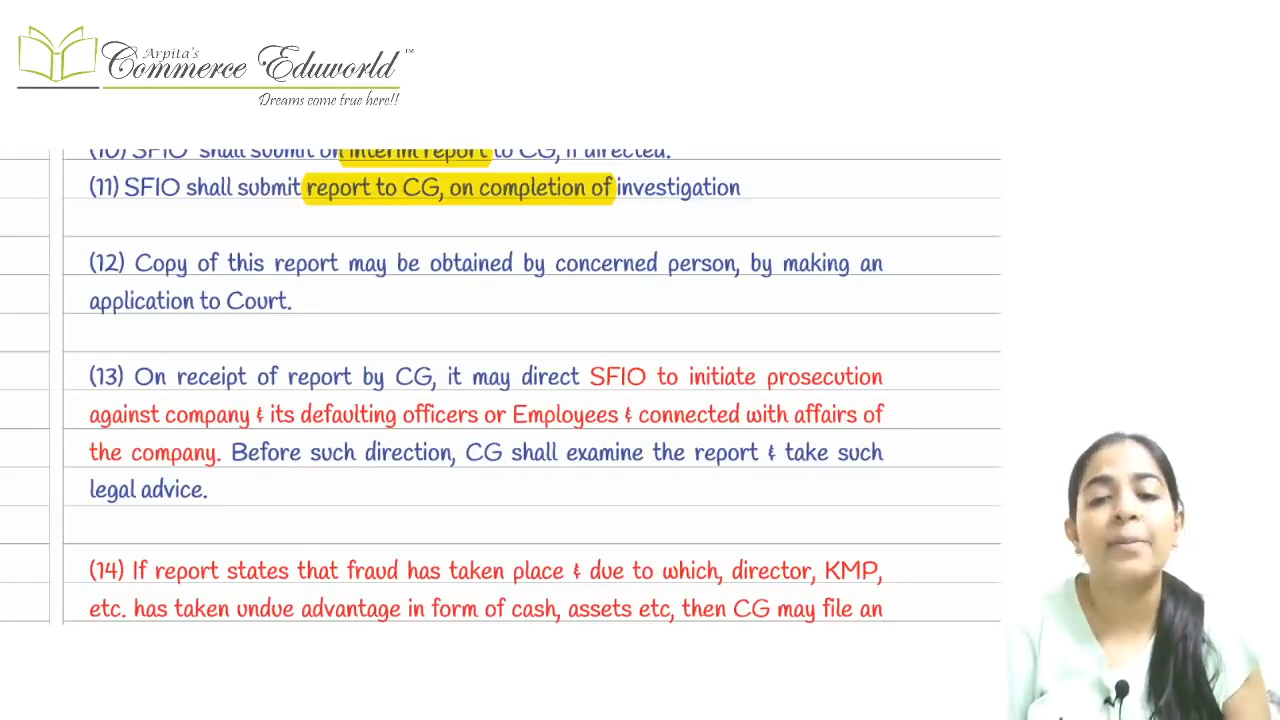 Arpita's
Commerce Eduworld™
Dreams come true here!!
(10) SFIO shall submit on interim report to CG, if directed.
(11) SFIO shall submit report to CG, on completion of investigation
(12) Copy of this report may be obtained by concerned person, by making an
application to Court.
(13) On receipt of report by CG, it may direct SFIO to initiate prosecution
against company & its defaulting officers or Employees & connected with affairs of
the company. Before such direction, CG shall examine the report & take such
legal advice.
(14) If report states that fraud has taken place & due to which, director, KMP,
etc. has taken undue advantage in form of cash, assets etc, then CG may file an